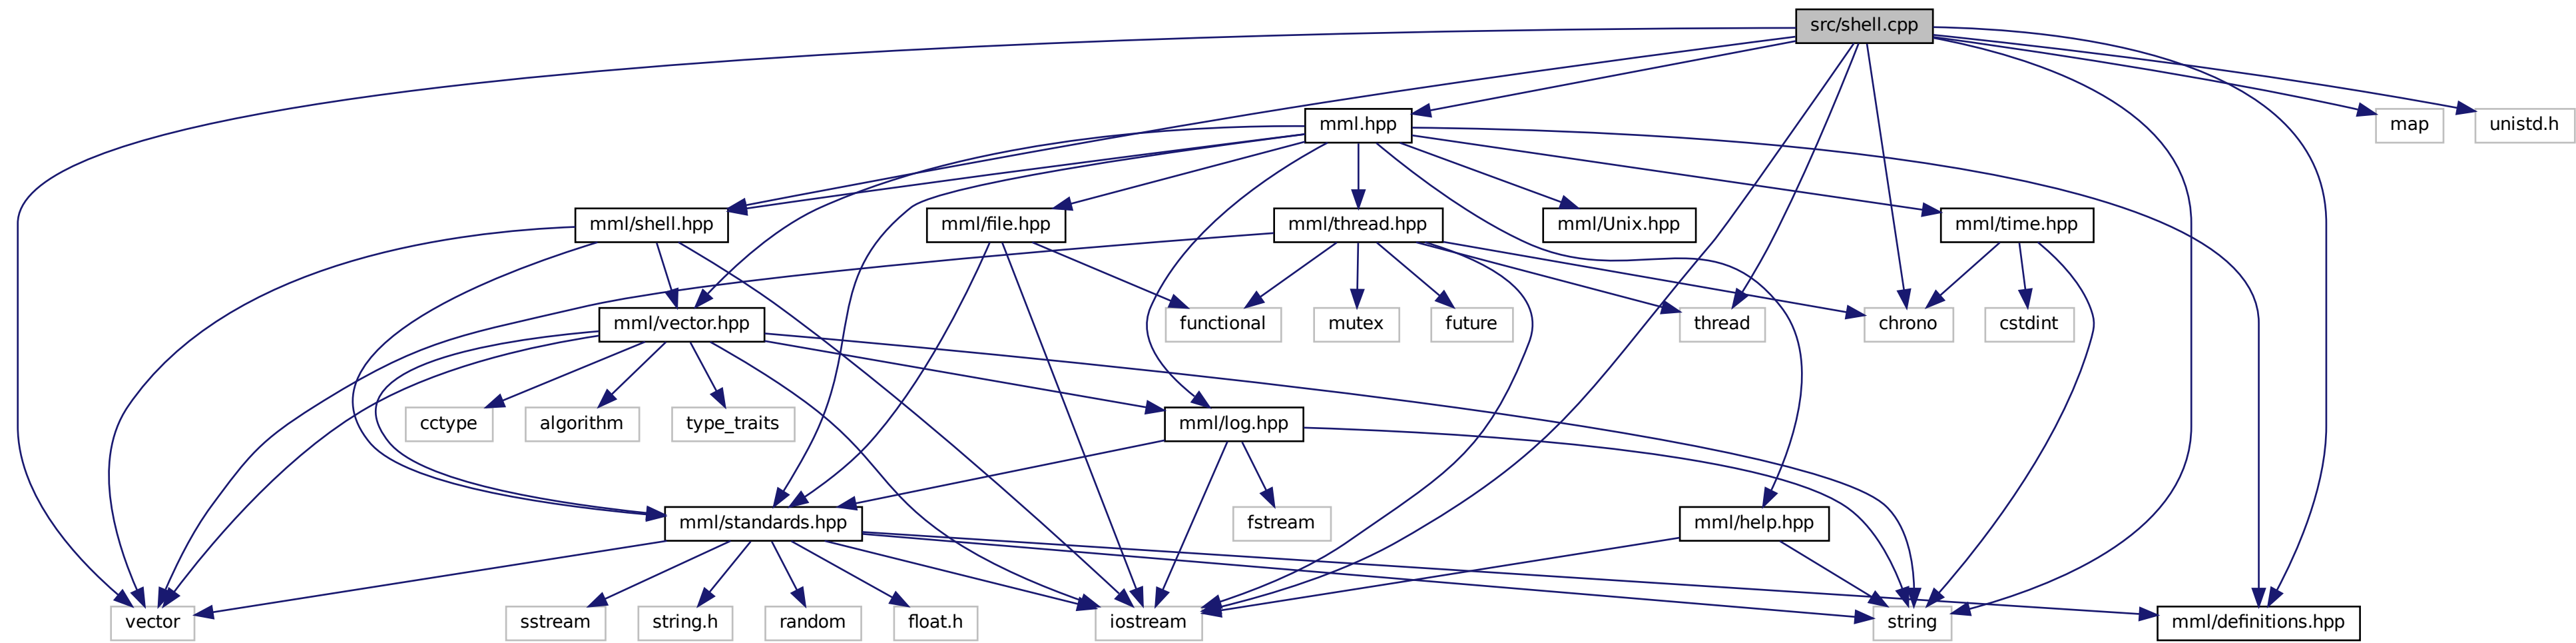 src/shell.cpp
mml.hpp
map
unistd.h
mml/shell.hpp
mml/file.hpp
mml/thread.hpp
mml/Unix.hpp
mml/time.hpp
mml/vector.hpp
functional
mutex
future
thread
chrono
cstdint
cctype
algorithm
type_traits
mml/log.hpp
mml/standards.hpp
fstream
mml/help.hpp
vector
sstream
string.h
random
float.h
iostream
string
mml/definitions.hpp